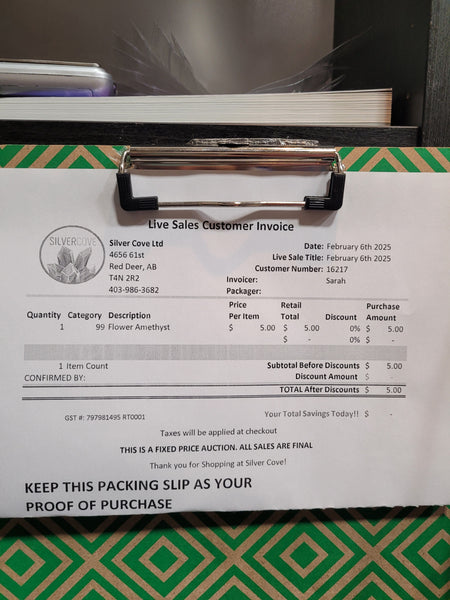 Live Sales Customer Invoice
SILVERCOVE
Silver Cove Ltd
4656 61st
Red Deer, AB
T4N 2R2
403-986-3682
Date: February 6th 2025
Live Sale Title: February 6th 2025
Customer Number: 16217
Invoicer: Sarah
Packager:
Quantity Category Description Price Per Item Retail Total Discount Purchase Amount
1 99 Flower Amethyst $ 5.00 $ 5.00 0% $ 5.00
$ - 0% $ -
1 Item Count Subtotal Before Discounts $ 5.00
CONFIRMED BY: Discount Amount $ -
TOTAL After Discounts $ 5.00
GST #: 797981495 RT0001 Your Total Savings Today!! $ -
Taxes will be applied at checkout
THIS IS A FIXED PRICE AUCTION. ALL SALES ARE FINAL
Thank you for Shopping at Silver Cove!
KEEP THIS PACKING SLIP AS YOUR
PROOF OF PURCHASE